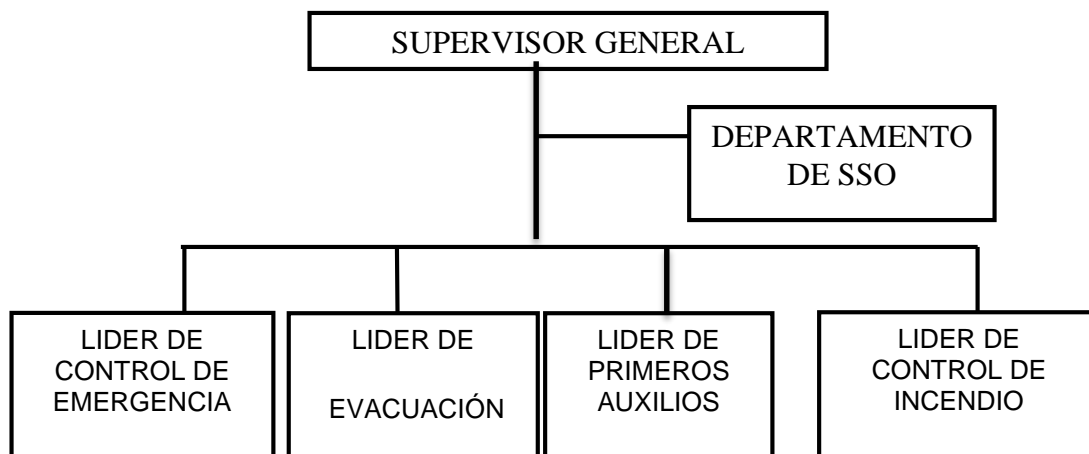 SUPERVISOR GENERAL
DEPARTAMENTO
DE SSO
LIDER DE
CONTROL DE
EMERGENCIA
LIDER DE
EVACUACIÓN
LIDER DE
PRIMEROS
AUXILIOS
LIDER DE
CONTROL DE
INCENDIO